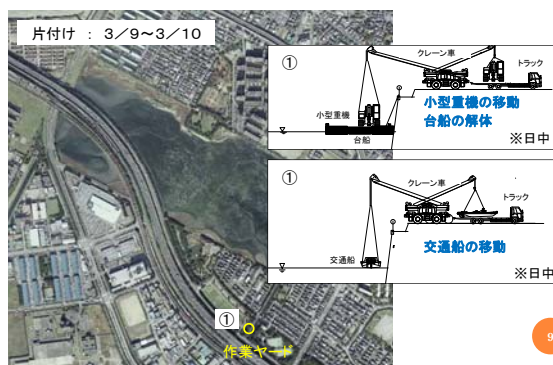 片付け ： 3／9～3／10
①
クレーン車
トラック
小型重機
小型重機の移動
台船の解体
台船
※日中
①
クレーン車
トラック
交通船の移動
交通船
※日中
①
作業ヤード
9